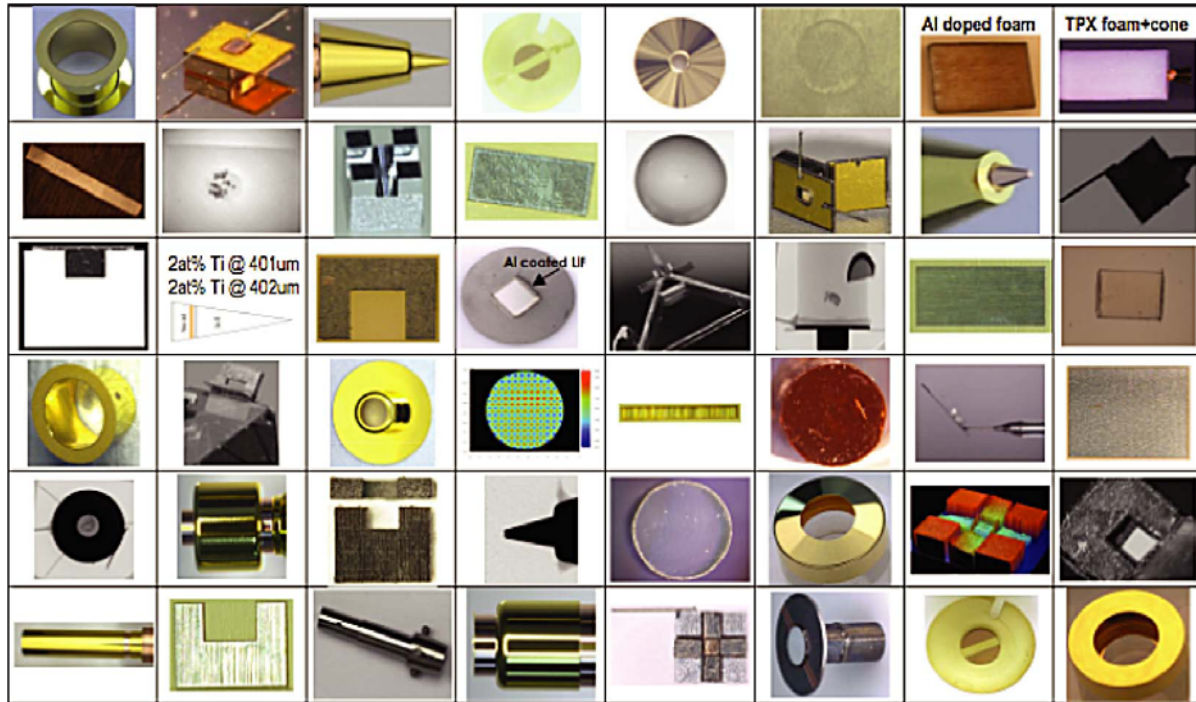 Al doped foam
TPX foam+cone
2at% Ti @ 401um
2at% Ti @ 402um
Al coated LiF